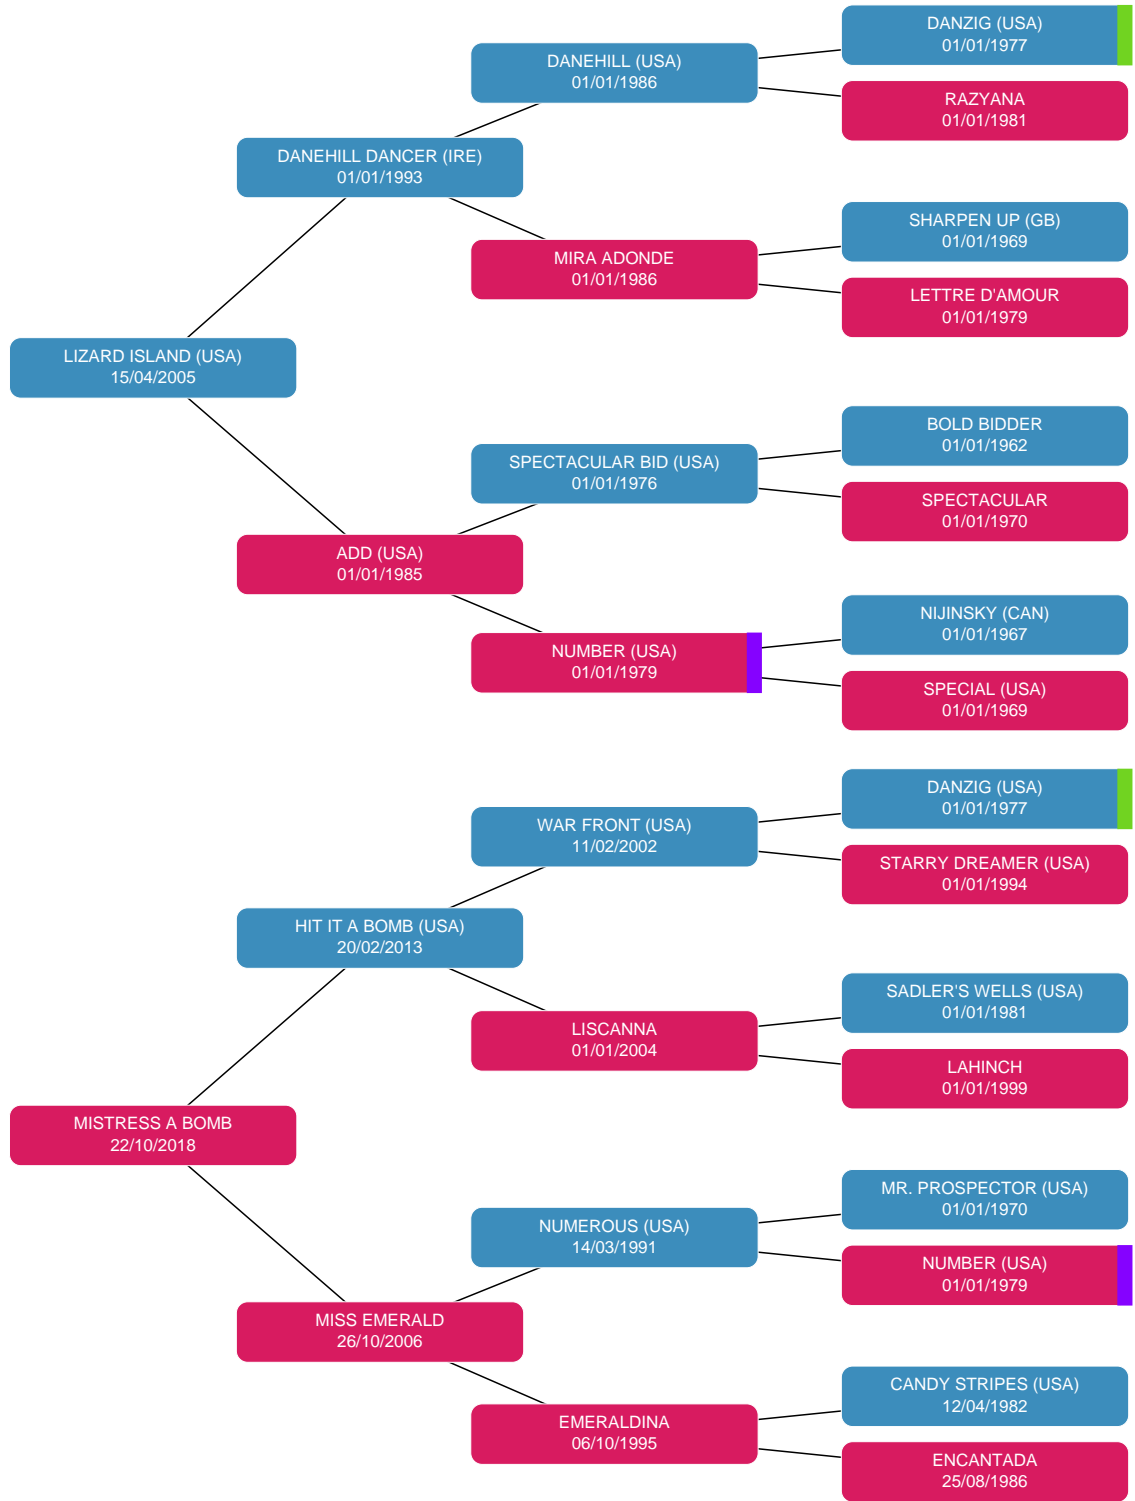 DANZIG (USA)
01/01/1977
DANEHILL (USA)
01/01/1986
RAZYANA
01/01/1981
DANEHILL DANCER (IRE)
01/01/1993
SHARPEN UP (GB)
01/01/1969
MIRA ADONDE
01/01/1986
LETTRE D'AMOUR
01/01/1979
LIZARD ISLAND (USA)
15/04/2005
BOLD BIDDER
01/01/1962
SPECTACULAR BID (USA)
01/01/1976
SPECTACULAR
01/01/1970
ADD (USA)
01/01/1985
NIJINSKY (CAN)
01/01/1967
NUMBER (USA)
01/01/1979
SPECIAL (USA)
01/01/1969
DANZIG (USA)
01/01/1977
WAR FRONT (USA)
11/02/2002
STARRY DREAMER (USA)
01/01/1994
HIT IT A BOMB (USA)
20/02/2013
SADLER'S WELLS (USA)
01/01/1981
LISCANNA
01/01/2004
LAHINCH
01/01/1999
MISTRESS A BOMB
22/10/2018
MR. PROSPECTOR (USA)
01/01/1970
NUMEROUS (USA)
14/03/1991
NUMBER (USA)
01/01/1979
MISS EMERALD
26/10/2006
CANDY STRIPES (USA)
12/04/1982
EMERALDINA
06/10/1995
ENCANTADA
25/08/1986